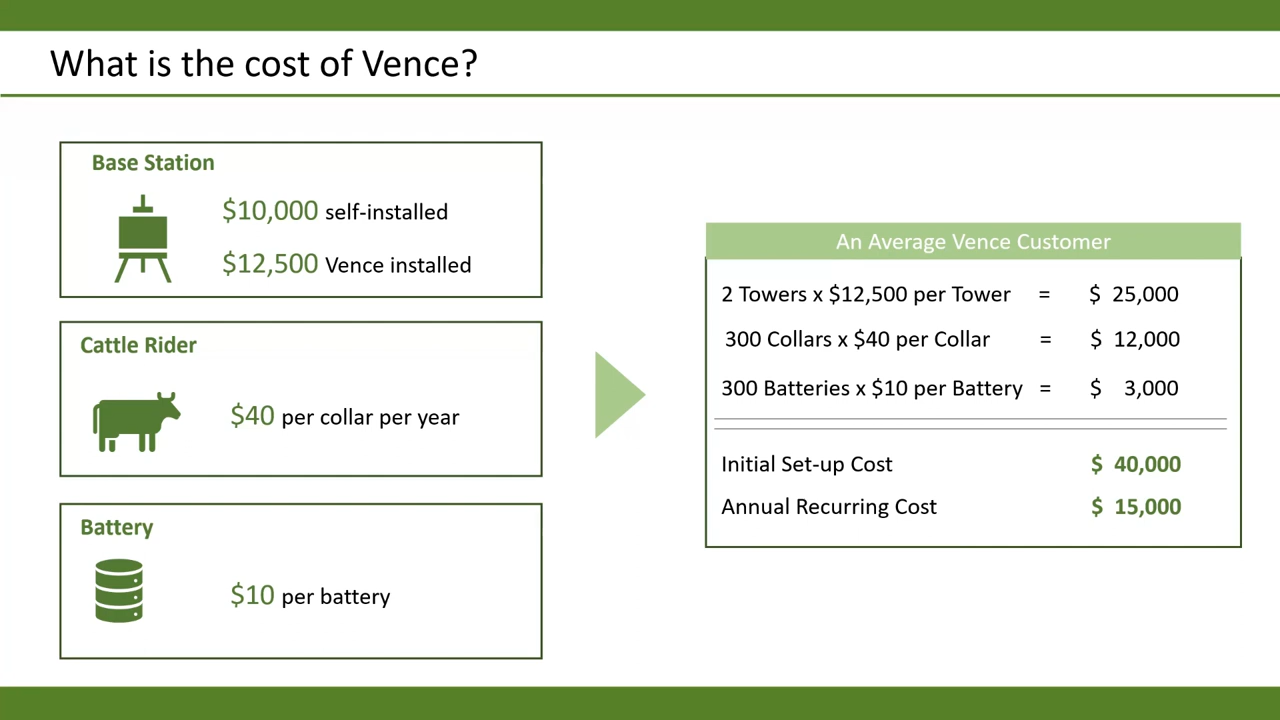 What is the cost of Vence?
Base Station
$10,000 self-installed
$12,500 Vence installed
Cattle Rider
$40 per collar per year
Battery
$10 per battery
An Average Vence Customer
2 Towers x $12,500 per Tower = $ 25,000
300 Collars x $40 per Collar = $ 12,000
300 Batteries x $10 per Battery = $ 3,000
Initial Set-up Cost $ 40,000
Annual Recurring Cost $ 15,000